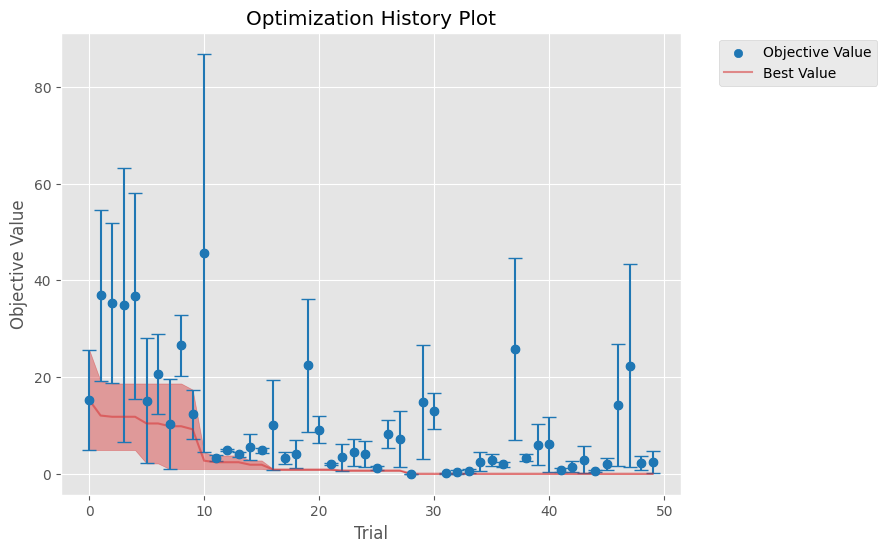 Optimization History Plot
Objective Value
Best Value
Objective Value
80
60
40
20
0
0 10 20 30 40 50
Trial